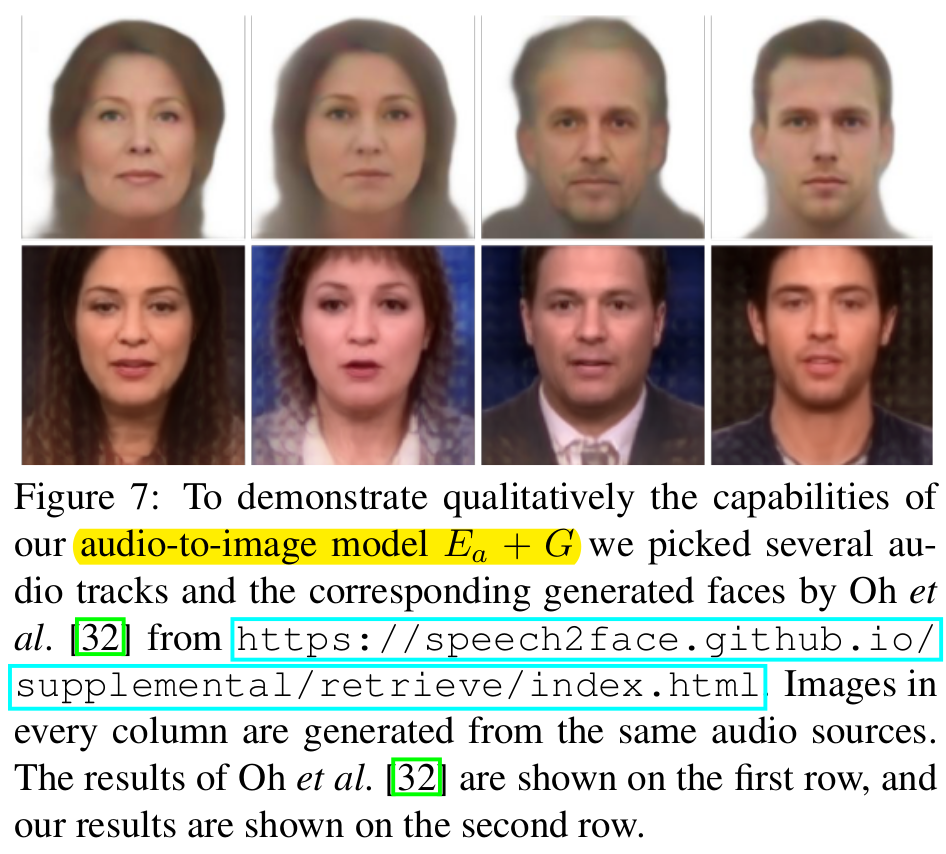 Figure 7: To demonstrate qualitatively the capabilities of
our audio-to-image model Eₐ + G we picked several au-
dio tracks and the corresponding generated faces by Oh et
al. [32] from https://speech2face.github.io/
supplemental/retrieve/index.html. Images in
every column are generated from the same audio sources.
The results of Oh et al. [32] are shown on the first row, and
our results are shown on the second row.